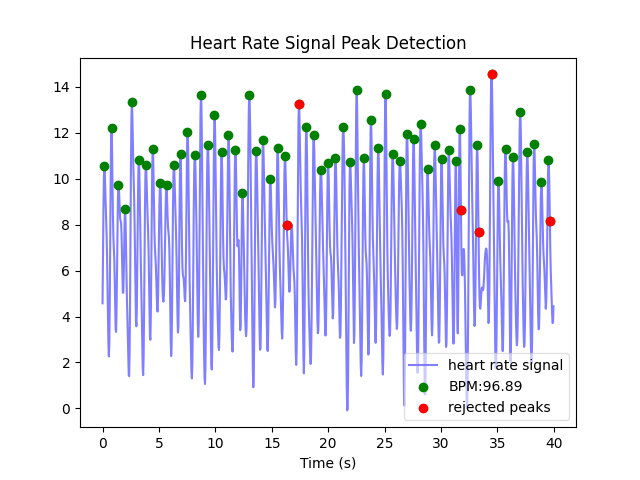 Heart Rate Signal Peak Detection
14
12
10
8
6
4
2
0
heart rate signal
BPM:96.89
rejected peaks
0 5 10 15 20 25 30 35 40
Time (s)